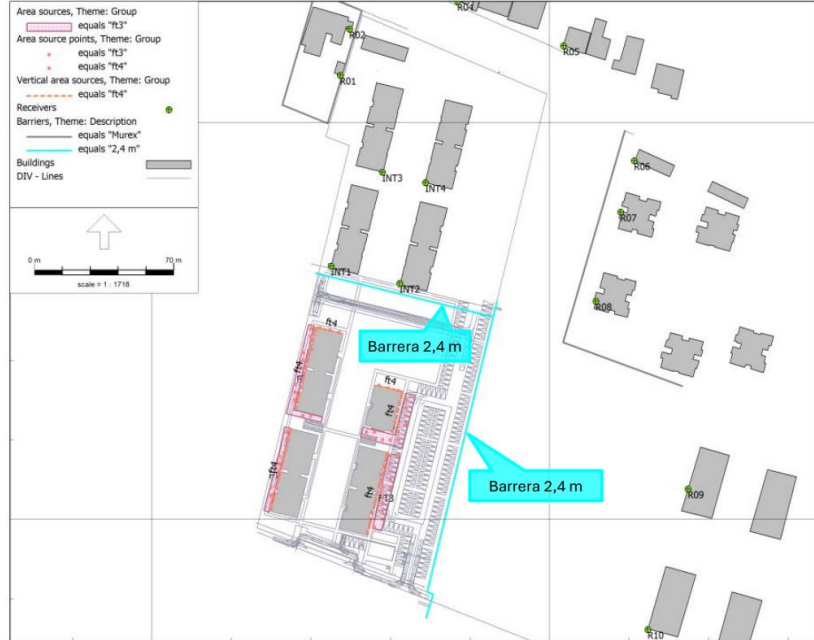 Area sources, Theme: Group
equals "ft3"
Area source points, Theme: Group
equals "ft3"
equals "ft4"
Vertical area sources, Theme: Group
equals "ft4"
Receivers
Barriers, Theme: Description
equals "Murex"
equals "2,4 m"
Buildings
DIV - Lines
0 m
70 m
scale = 1 : 1718
R04
R02
R05
R01
R06
INT3
INT4
R07
INT1
INT2
R08
Barrera 2,4 m
ft4
ft4
ft4
ft4
ft4
ft4
Barrera 2,4 m
R09
R10